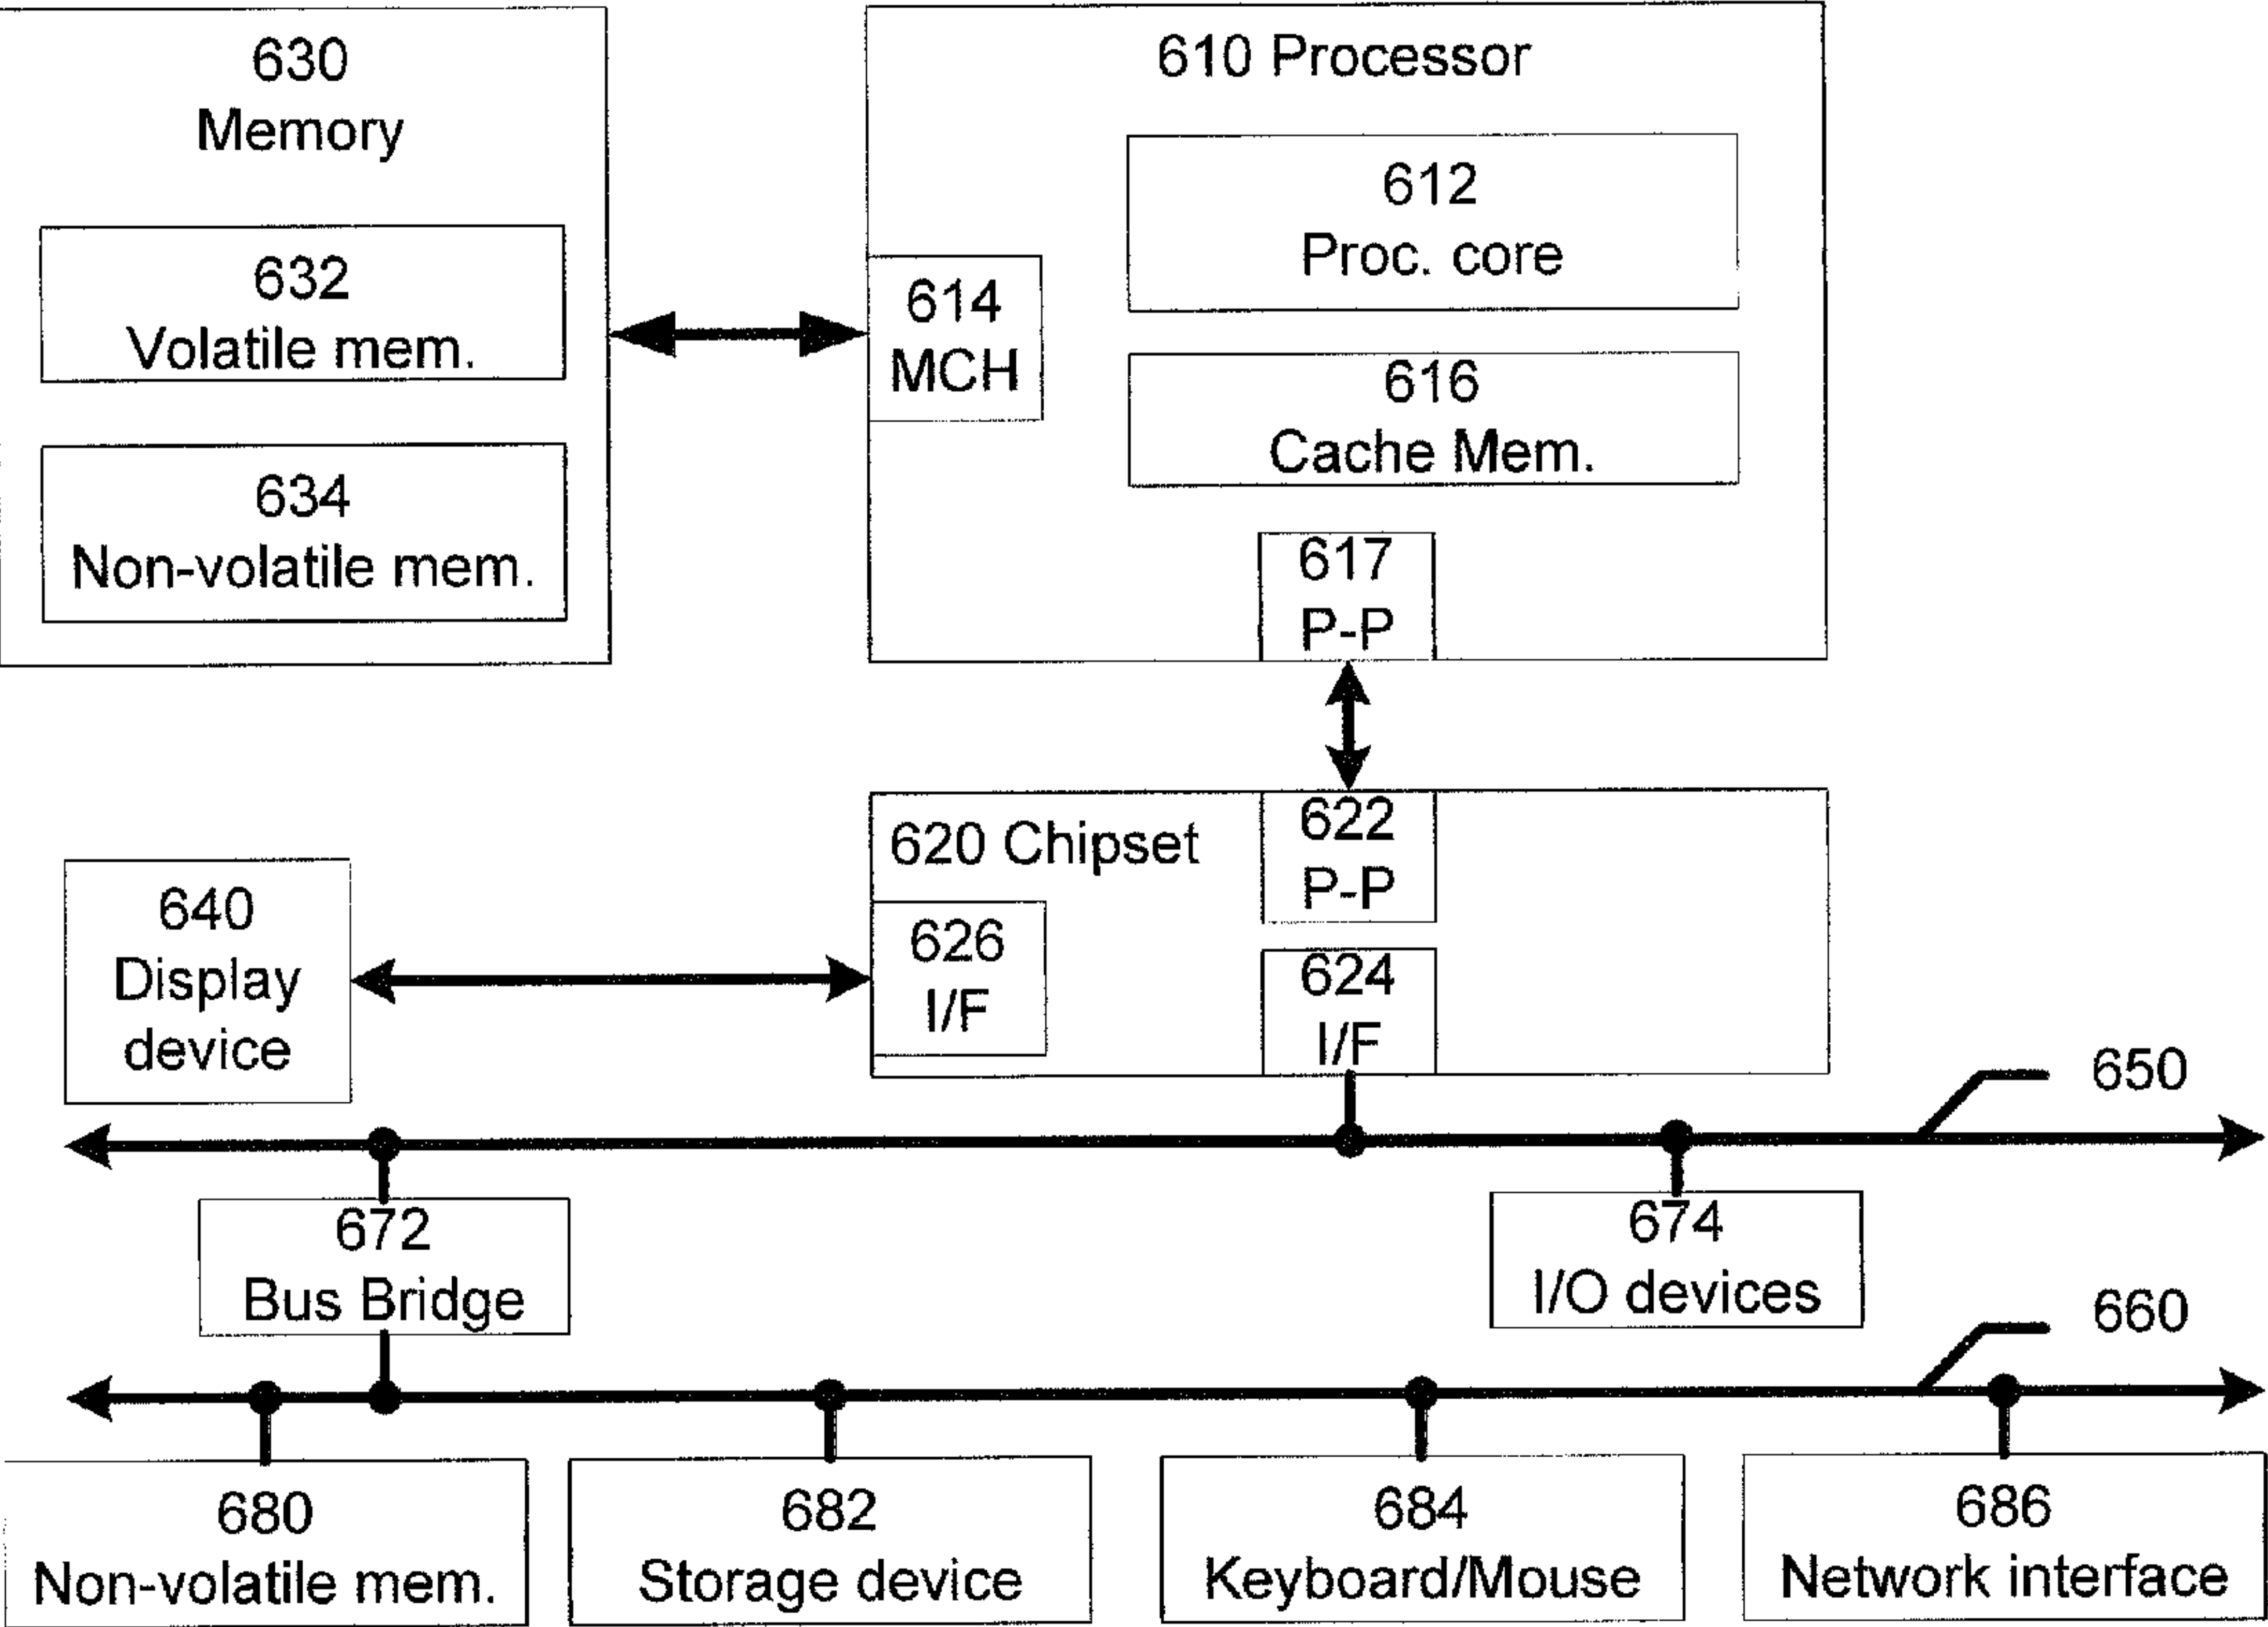 630
Memory
632
Volatile mem.
634
Non-volatile mem.
610 Processor
612
Proc. core
614
MCH
616
Cache Mem.
617
P-P
620 Chipset
622
P-P
626
I/F
624
I/F
640
Display
device
650
672
Bus Bridge
674
I/O devices
660
680
Non-volatile mem.
682
Storage device
684
Keyboard/Mouse
686
Network interface